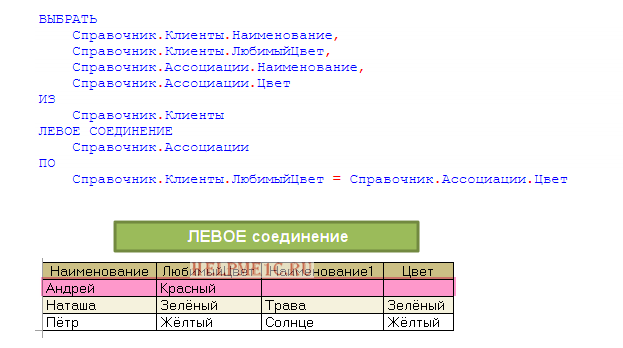 ВЫБРАТЬ
Справочник.Клиенты.Наименование,
Справочник.Клиенты.ЛюбимыйЦвет,
Справочник.Ассоциации.Наименование,
Справочник.Ассоциации.Цвет
ИЗ
Справочник.Клиенты
ЛЕВОЕ СОЕДИНЕНИЕ
Справочник.Ассоциации
ПО
Справочник.Клиенты.ЛюбимыйЦвет = Справочник.Ассоциации.Цвет
ЛЕВОЕ соединение
HELPME1C.RU
Наименование ЛюбимыйЦвет Наименование1 Цвет
Андрей Красный
Наташа Зелёный Трава Зелёный
Пётр Жёлтый Солнце Жёлтый